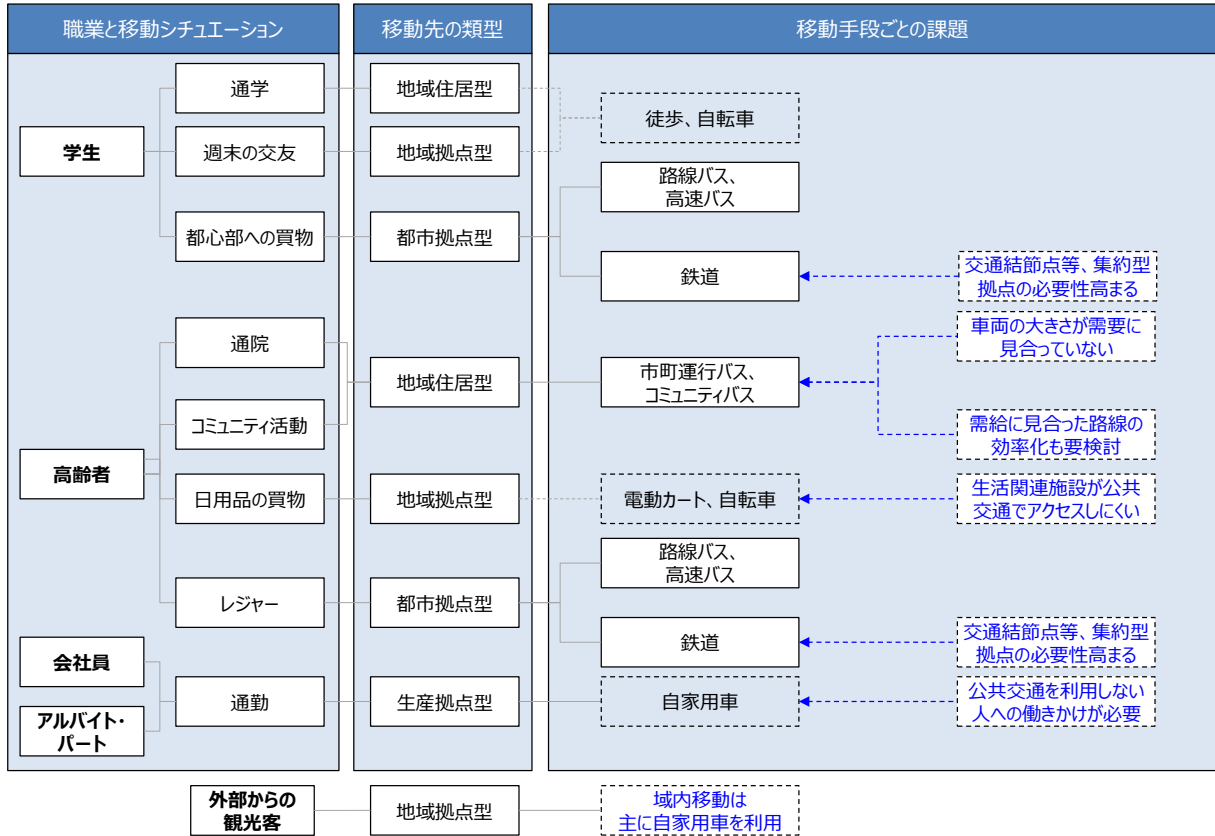 職業と移動シチュエーション
移動先の類型
移動手段ごとの課題
学生
通学
地域住居型
徒歩、自転車
週末の交友
地域拠点型
都心部への買物
都市拠点型
路線バス、
高速バス
鉄道
交通結節点等、集約型
拠点の必要性高まる
高齢者
通院
コミュニティ活動
地域住居型
市町運行バス、
コミュニティバス
車両の大きさが需要に
見合っていない
需給に見合った路線の
効率化も要検討
日用品の買物
地域拠点型
電動カート、自転車
生活関連施設が公共
交通でアクセスしにくい
レジャー
都市拠点型
路線バス、
高速バス
鉄道
交通結節点等、集約型
拠点の必要性高まる
会社員
アルバイト・
パート
通勤
生産拠点型
自家用車
公共交通を利用しない
人への働きかけが必要
外部からの
観光客
地域拠点型
域内移動は
主に自家用車を利用